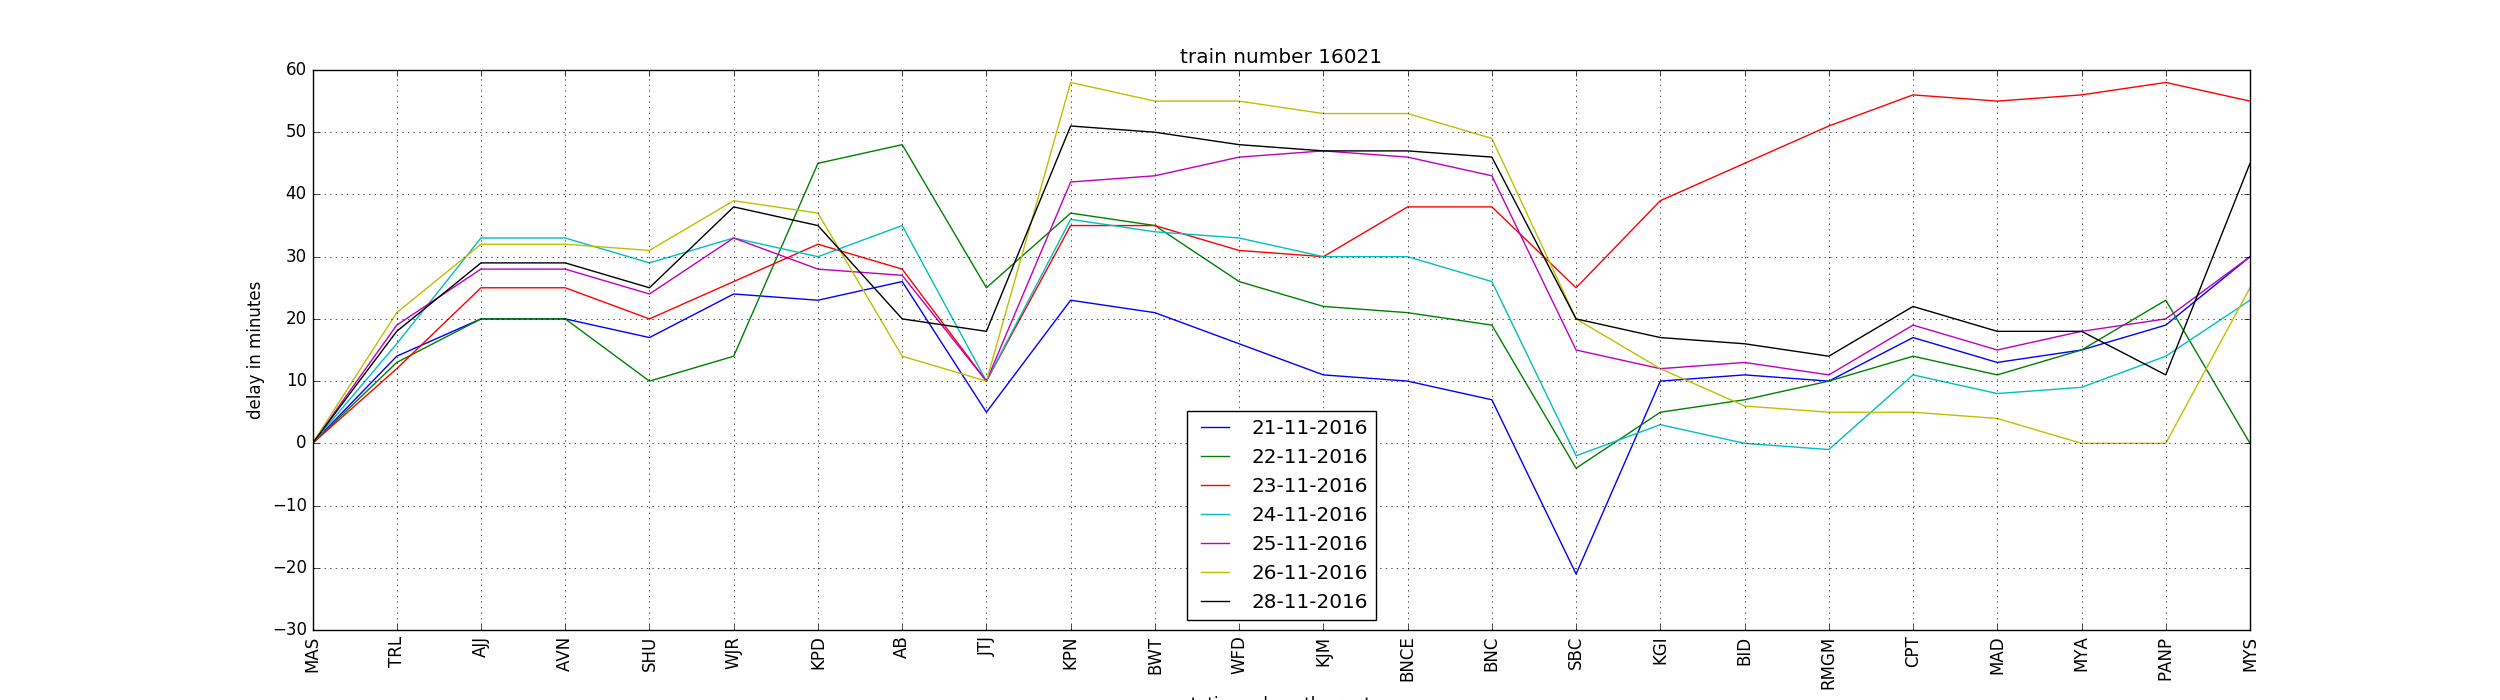 train number 16021
60
50
40
30
20
10
0
−10
−20
−30
delay in minutes
21-11-2016
22-11-2016
23-11-2016
24-11-2016
25-11-2016
26-11-2016
28-11-2016
MAS
TRL
AJJ
AVN
SHU
WJR
KPD
AB
JTJ
KPN
BWT
WFD
KJM
BNCE
BNC
SBC
KGI
BID
RMGM
CPT
MAD
MYA
PANP
MYS